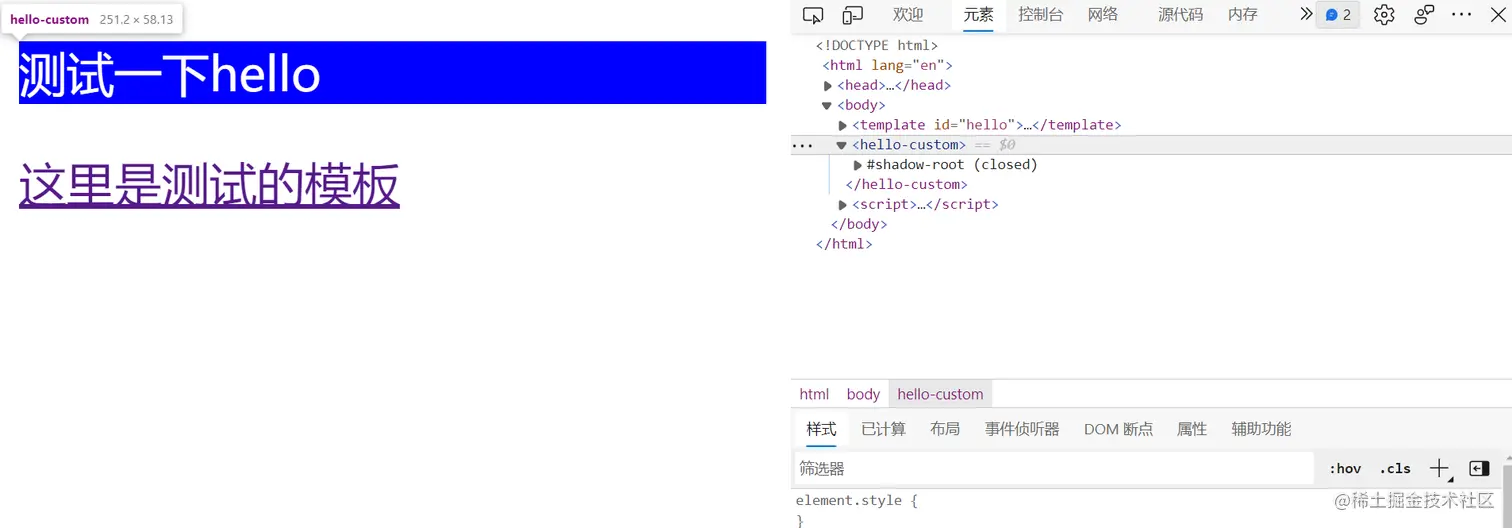 hello-custom 251.2 × 58.13
测试一下hello
这里是测试的模板
欢迎 元素 控制台 网络 源代码 内存 2
<!DOCTYPE html>
<html lang="en">
<head>…</head>
<body>
<template id="hello">…</template>
<hello-custom> == $0
#shadow-root (closed)
</hello-custom>
<script>…</script>
</body>
</html>
html body hello-custom
样式 已计算 布局 事件侦听器 DOM 断点 属性 辅助功能
筛选器 :hov .cls
element.style {
}
@稀土掘金技术社区